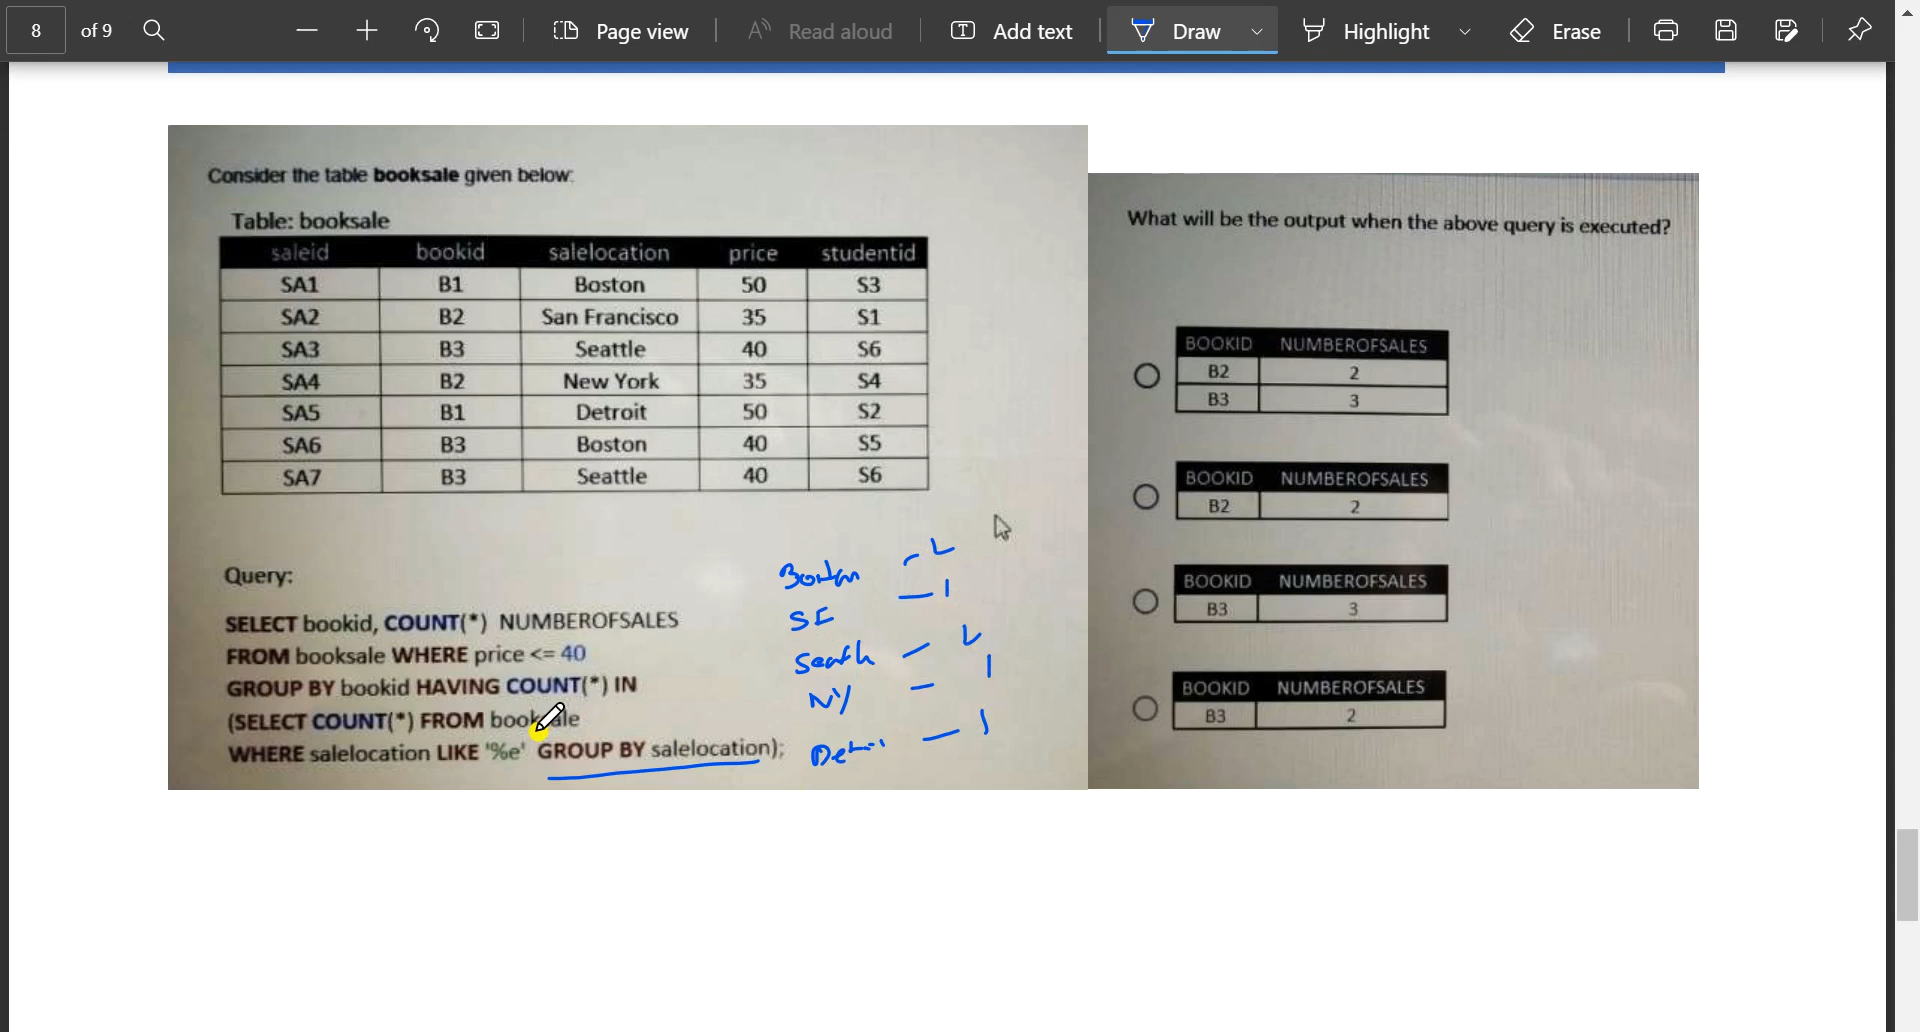 8 of 9 Page view Read aloud Add text Draw Highlight Erase
Consider the table booksale given below:
Table: booksale
saleid bookid salelocation price studentid
SA1 B1 Boston 50 S3
SA2 B2 San Francisco 35 S1
SA3 B3 Seattle 40 S6
SA4 B2 New York 35 S4
SA5 B1 Detroit 50 S2
SA6 B3 Boston 40 S5
SA7 B3 Seattle 40 S6
Query:
SELECT bookid, COUNT(*) NUMBEROFSALES
FROM booksale WHERE price <= 40
GROUP BY bookid HAVING COUNT(*) IN
(SELECT COUNT(*) FROM booksale
WHERE salelocation LIKE '%e' GROUP BY salelocation);
Boston - 2
SF - 1
- 2
NY - 1
- 1
What will be the output when the above query is executed?
BOOKID NUMBEROFSALES
B2 2
B3 3
BOOKID NUMBEROFSALES
B2 2
BOOKID NUMBEROFSALES
B3 3
BOOKID NUMBEROFSALES
B3 2